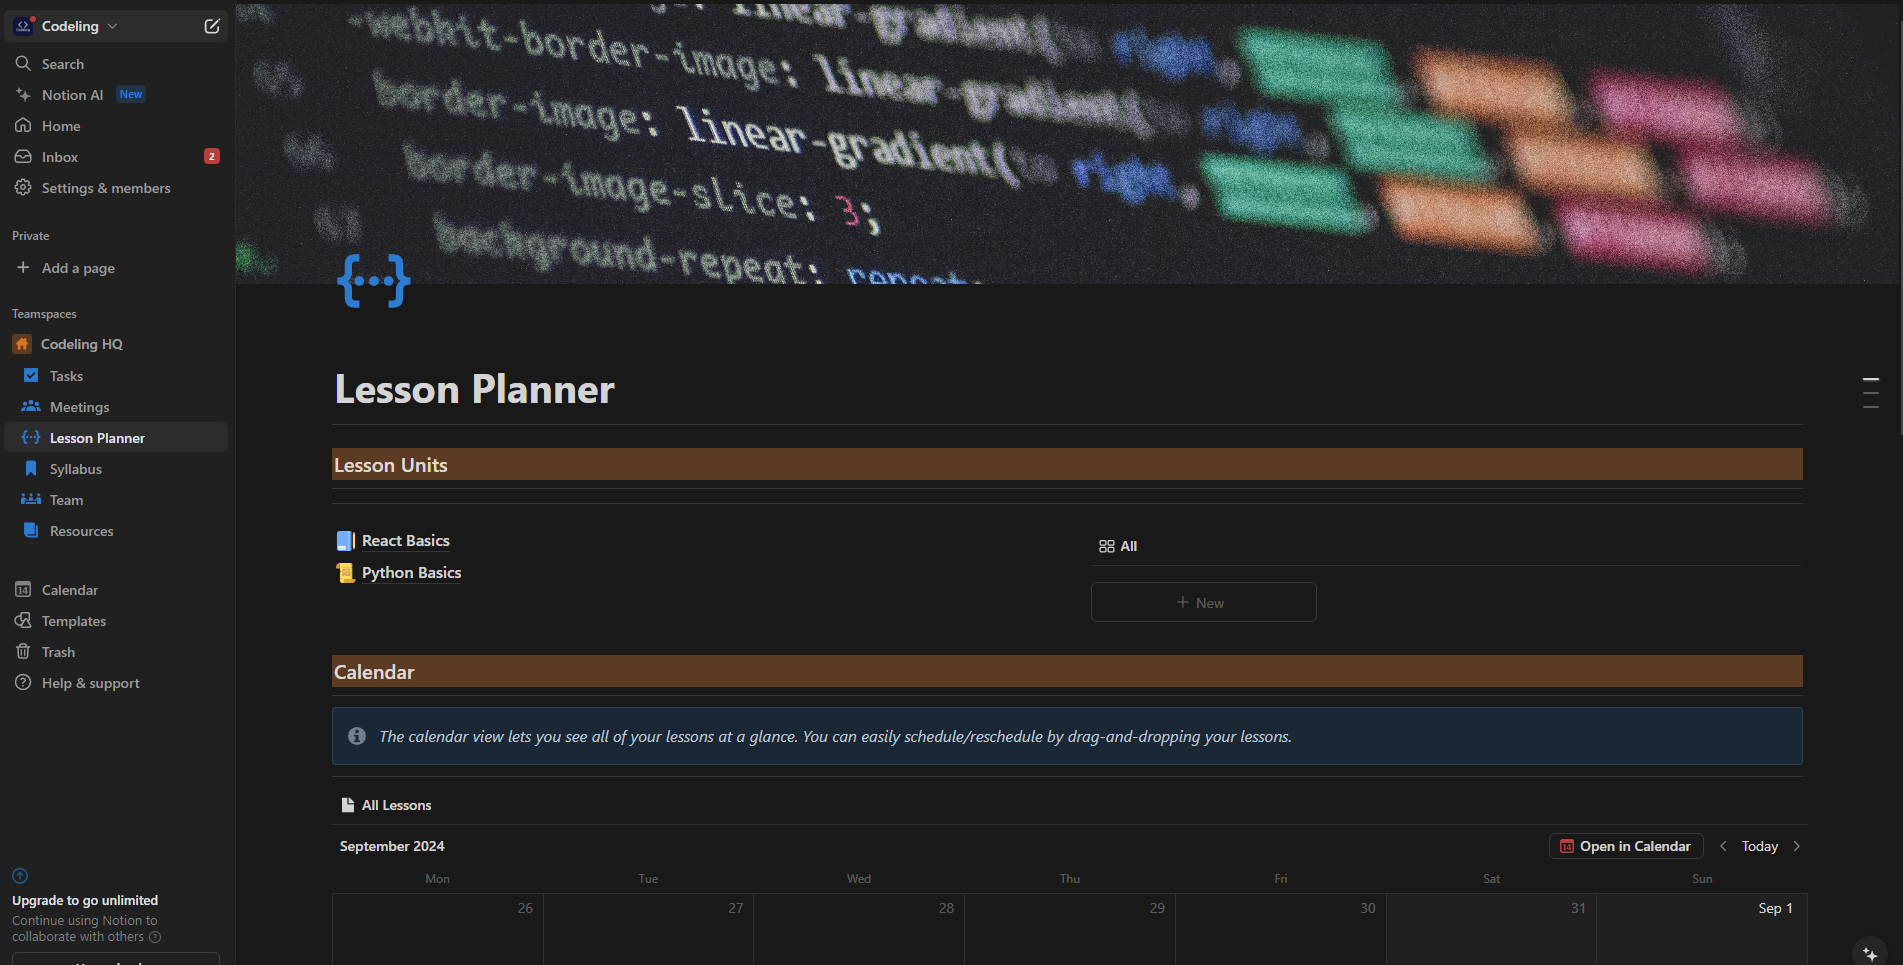 Codeling
Search
Notion AI New
Home
Inbox 2
Settings & members
Private
Add a page
Teamspaces
Codeling HQ
Tasks
Meetings
Lesson Planner
Syllabus
Team
Resources
Calendar
Templates
Trash
Help & support
Upgrade to go unlimited
Continue using Notion to
collaborate with others
linear-gradient(
-webkit-border-image: linear-gradient(to right,
border-image: linear-gradient(to right,
border-image-slice: 3;
background-repeat: repeat;
Lesson Planner
Lesson Units
React Basics
Python Basics
All
New
Calendar
The calendar view lets you see all of your lessons at a glance. You can easily schedule/reschedule by drag-and-dropping your lessons.
All Lessons
September 2024
14 Open in Calendar
Today
Mon Tue Wed Thu Fri Sat Sun
26 27 28 29 30 31 Sep 1